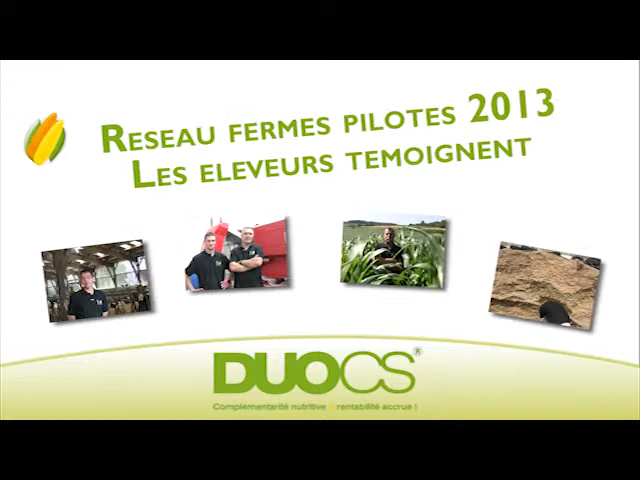 RESEAU FERMES PILOTES 2013
LES ELEVEURS TEMOIGNENT
DUOCS®
Complémentarité nutritive & rentabilité accrue !